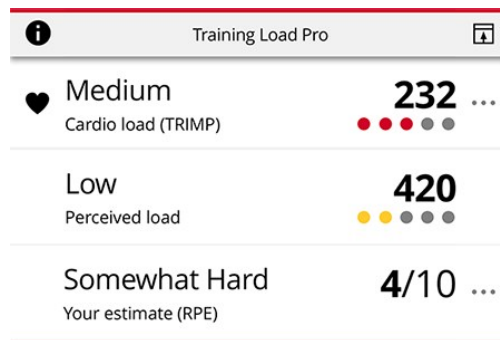 Training Load Pro
Medium 232
Cardio load (TRIMP)
Low 420
Perceived load
Somewhat Hard 4/10
Your estimate (RPE)